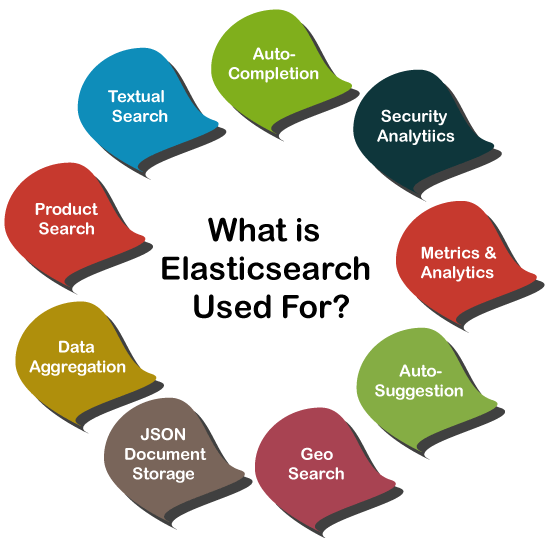 What is
Elasticsearch
Used For?
Auto-
Completion
Security
Analytiics
Metrics &
Analytics
Auto-
Suggestion
Geo
Search
JSON
Document
Storage
Data
Aggregation
Product
Search
Textual
Search